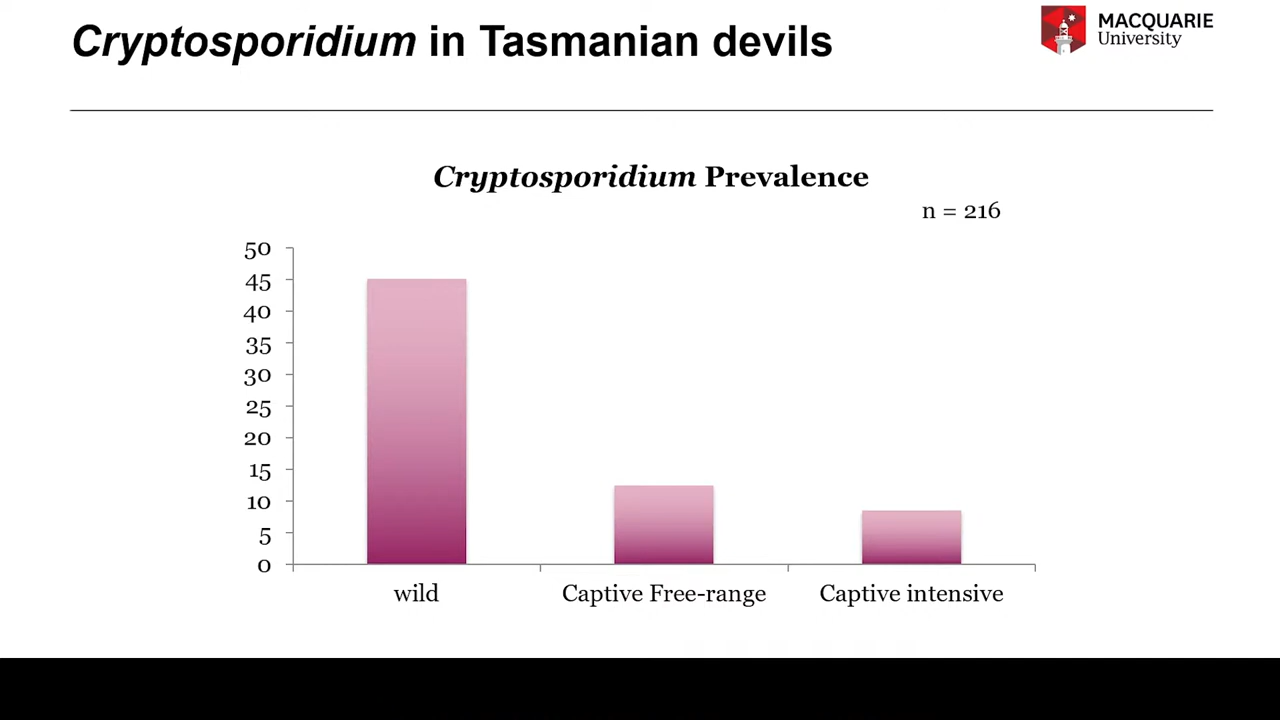 Cryptosporidium in Tasmanian devils
MACQUARIE
University
Cryptosporidium Prevalence
n = 216
50
45
40
35
30
25
20
15
10
5
0
wild
Captive Free-range
Captive intensive